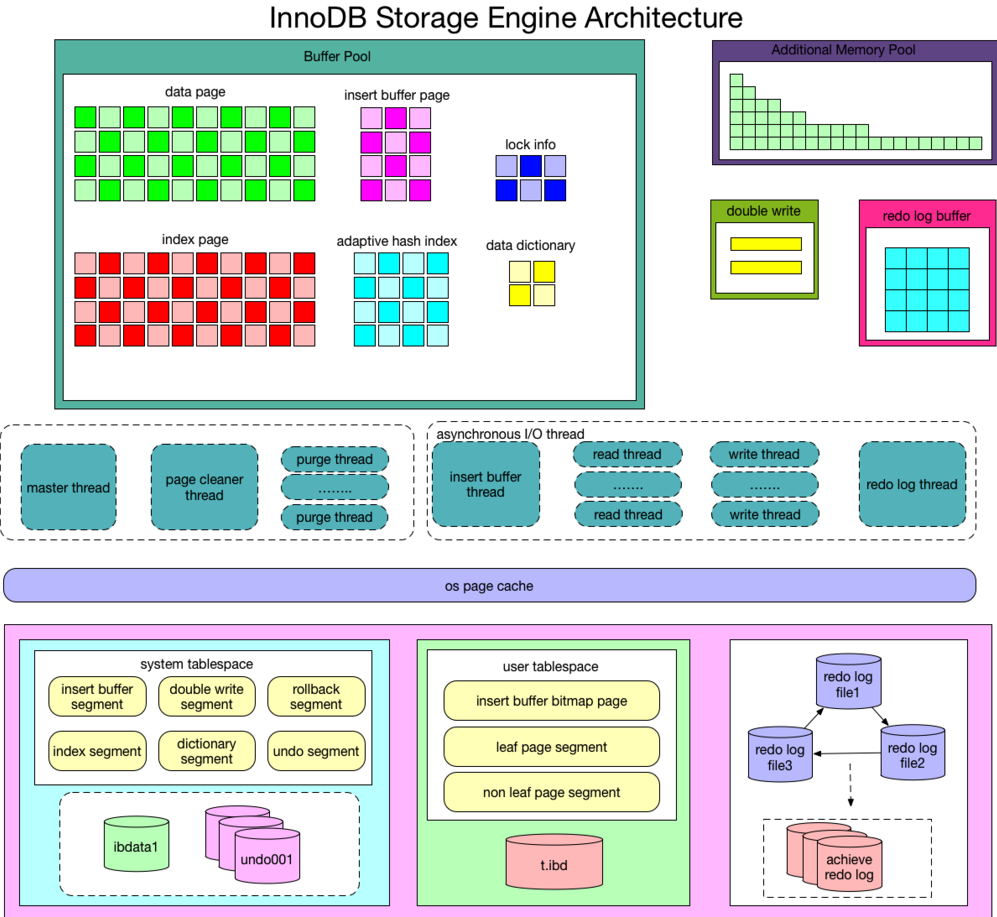 InnoDB Storage Engine Architecture
Buffer Pool
data page
insert buffer page
lock info
index page
adaptive hash index
data dictionary
Additional Memory Pool
double write
redo log buffer
master thread
page cleaner
thread
purge thread
........
purge thread
asynchronous I/O thread
insert buffer
thread
read thread
.......
read thread
write thread
.......
write thread
redo log thread
os page cache
system tablespace
insert buffer
segment
double write
segment
rollback
segment
index segment
dictionary
segment
undo segment
ibdata1
undo001
user tablespace
insert buffer bitmap page
leaf page segment
non leaf page segment
t.ibd
redo log
file1
redo log
file3
redo log
file2
achieve
redo log